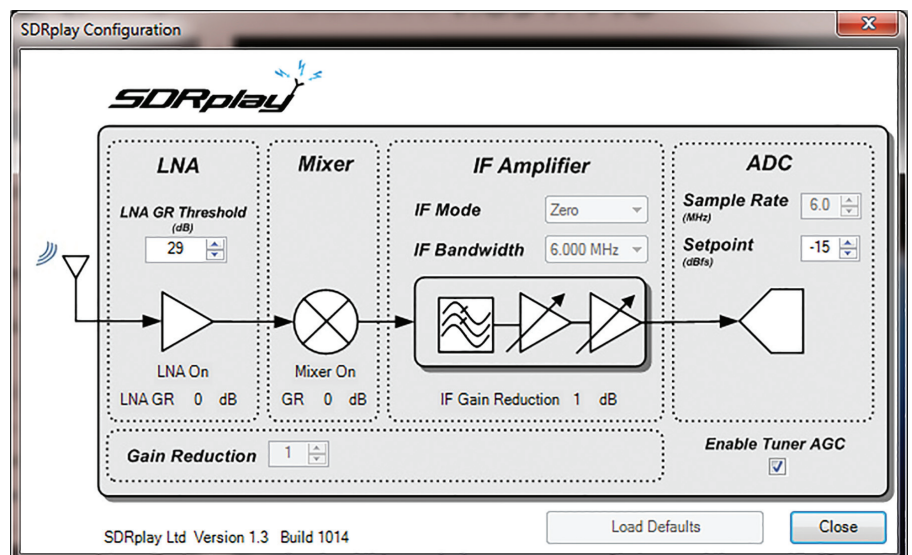 SDRplay Configuration
SDRplay
LNA
LNA GR Threshold
(dB)
29
LNA On
LNA GR 0 dB
Mixer
Mixer On
GR 0 dB
IF Amplifier
IF Mode Zero
IF Bandwidth 6.000 MHz
IF Gain Reduction 1 dB
ADC
Sample Rate 6.0
(MHz)
Setpoint -15
(dBfs)
Gain Reduction 1
Enable Tuner AGC
SDRplay Ltd Version 1.3 Build 1014
Load Defaults
Close